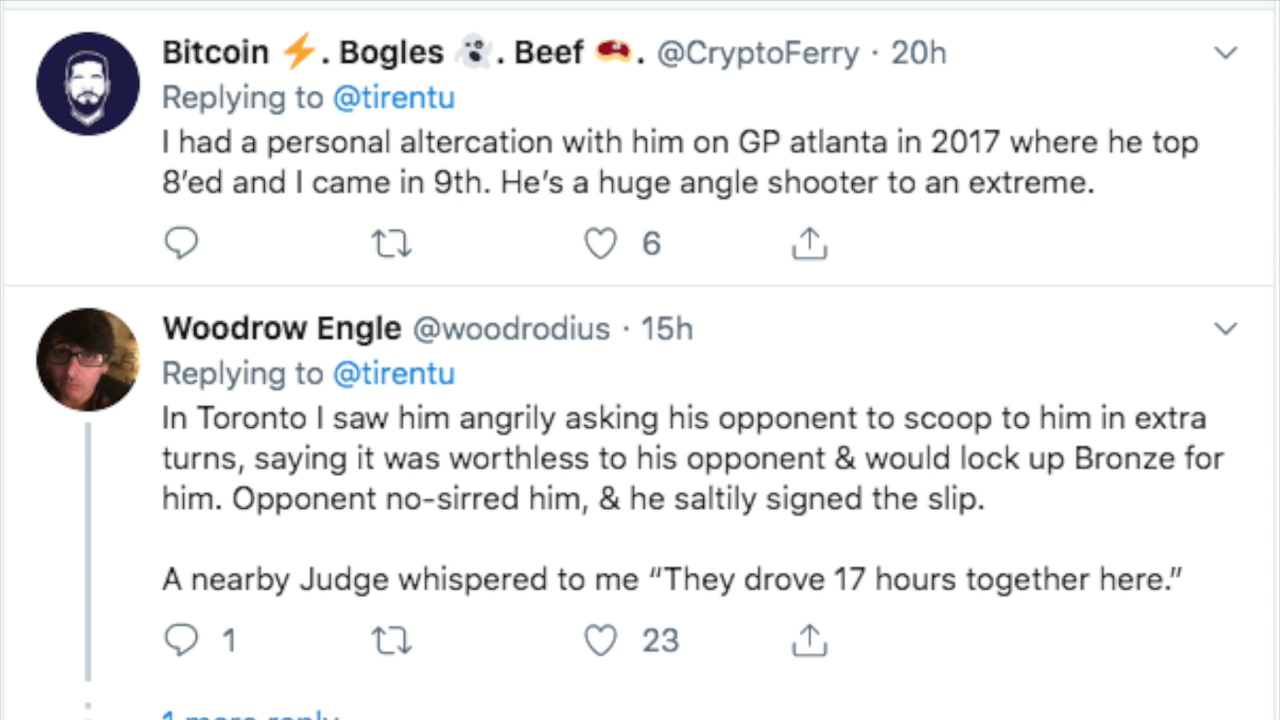 Bitcoin ⚡. Bogles 👻. Beef 🥩. @CryptoFerry · 20h
Replying to @tirentu
I had a personal altercation with him on GP atlanta in 2017 where he top
8’ed and I came in 9th. He’s a huge angle shooter to an extreme.
6
Woodrow Engle @woodrodius · 15h
Replying to @tirentu
In Toronto I saw him angrily asking his opponent to scoop to him in extra
turns, saying it was worthless to his opponent & would lock up Bronze for
him. Opponent no-sirred him, & he saltily signed the slip.
A nearby Judge whispered to me “They drove 17 hours together here.”
1 23
1 more reply